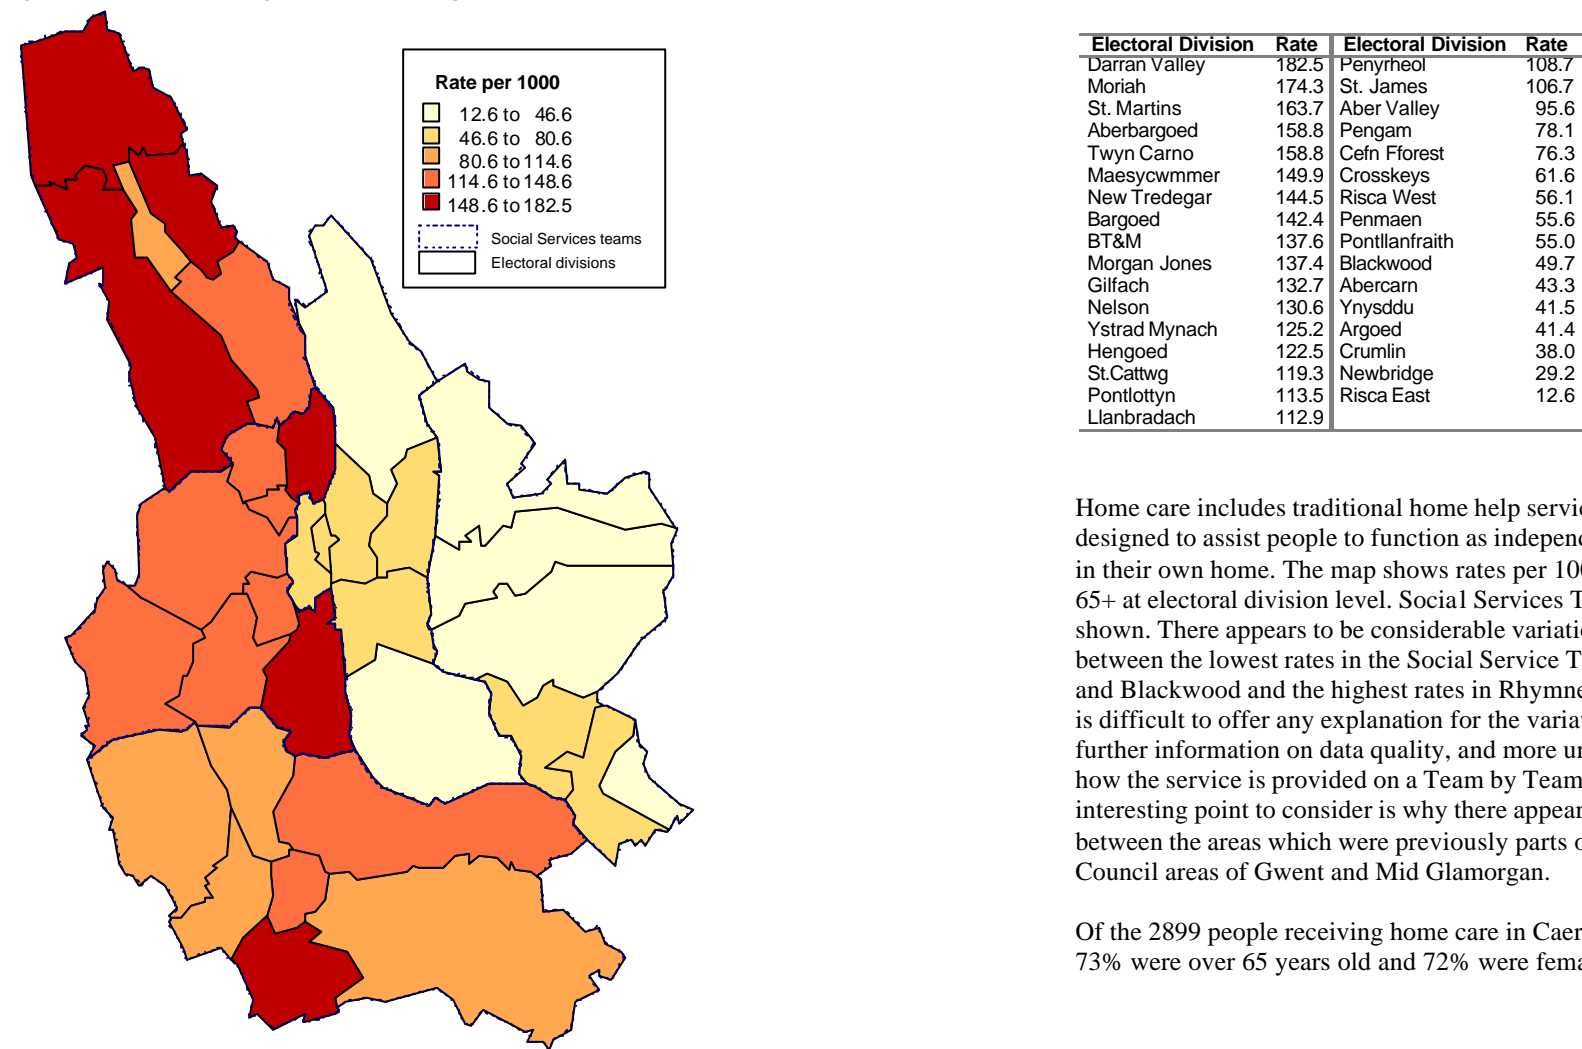 Rate per 1000
12.6 to 46.6
46.6 to 80.6
80.6 to 114.6
114.6 to 148.6
148.6 to 182.5
Social Services teams
Electoral divisions
Electoral Division Rate Electoral Division Rate
Darran Valley 182.5 Penyrheol 108.7
Moriah 174.3 St. James 106.7
St. Martins 163.7 Aber Valley 95.6
Aberbargoed 158.8 Pengam 78.1
Twyn Carno 158.8 Cefn Fforest 76.3
Maesycwmmer 149.9 Crosskeys 61.6
New Tredegar 144.5 Risca West 56.1
Bargoed 142.4 Penmaen 55.6
BT&M 137.6 Pontllanfraith 55.0
Morgan Jones 137.4 Blackwood 49.7
Gilfach 132.7 Abercarn 43.3
Nelson 130.6 Ynysddu 41.5
Ystrad Mynach 125.2 Argoed 41.4
Hengoed 122.5 Crumlin 38.0
St.Cattwg 119.3 Newbridge 29.2
Pontlottyn 113.5 Risca East 12.6
Llanbradach 112.9
Home care includes traditional home help servic
designed to assist people to function as independ
in their own home. The map shows rates per 100
65+ at electoral division level. Social Services T
shown. There appears to be considerable variatio
between the lowest rates in the Social Service T
and Blackwood and the highest rates in Rhymne
is difficult to offer any explanation for the varia
further information on data quality, and more un
how the service is provided on a Team by Team
interesting point to consider is why there appear
between the areas which were previously parts o
Council areas of Gwent and Mid Glamorgan.
Of the 2899 people receiving home care in Caer
73% were over 65 years old and 72% were fema